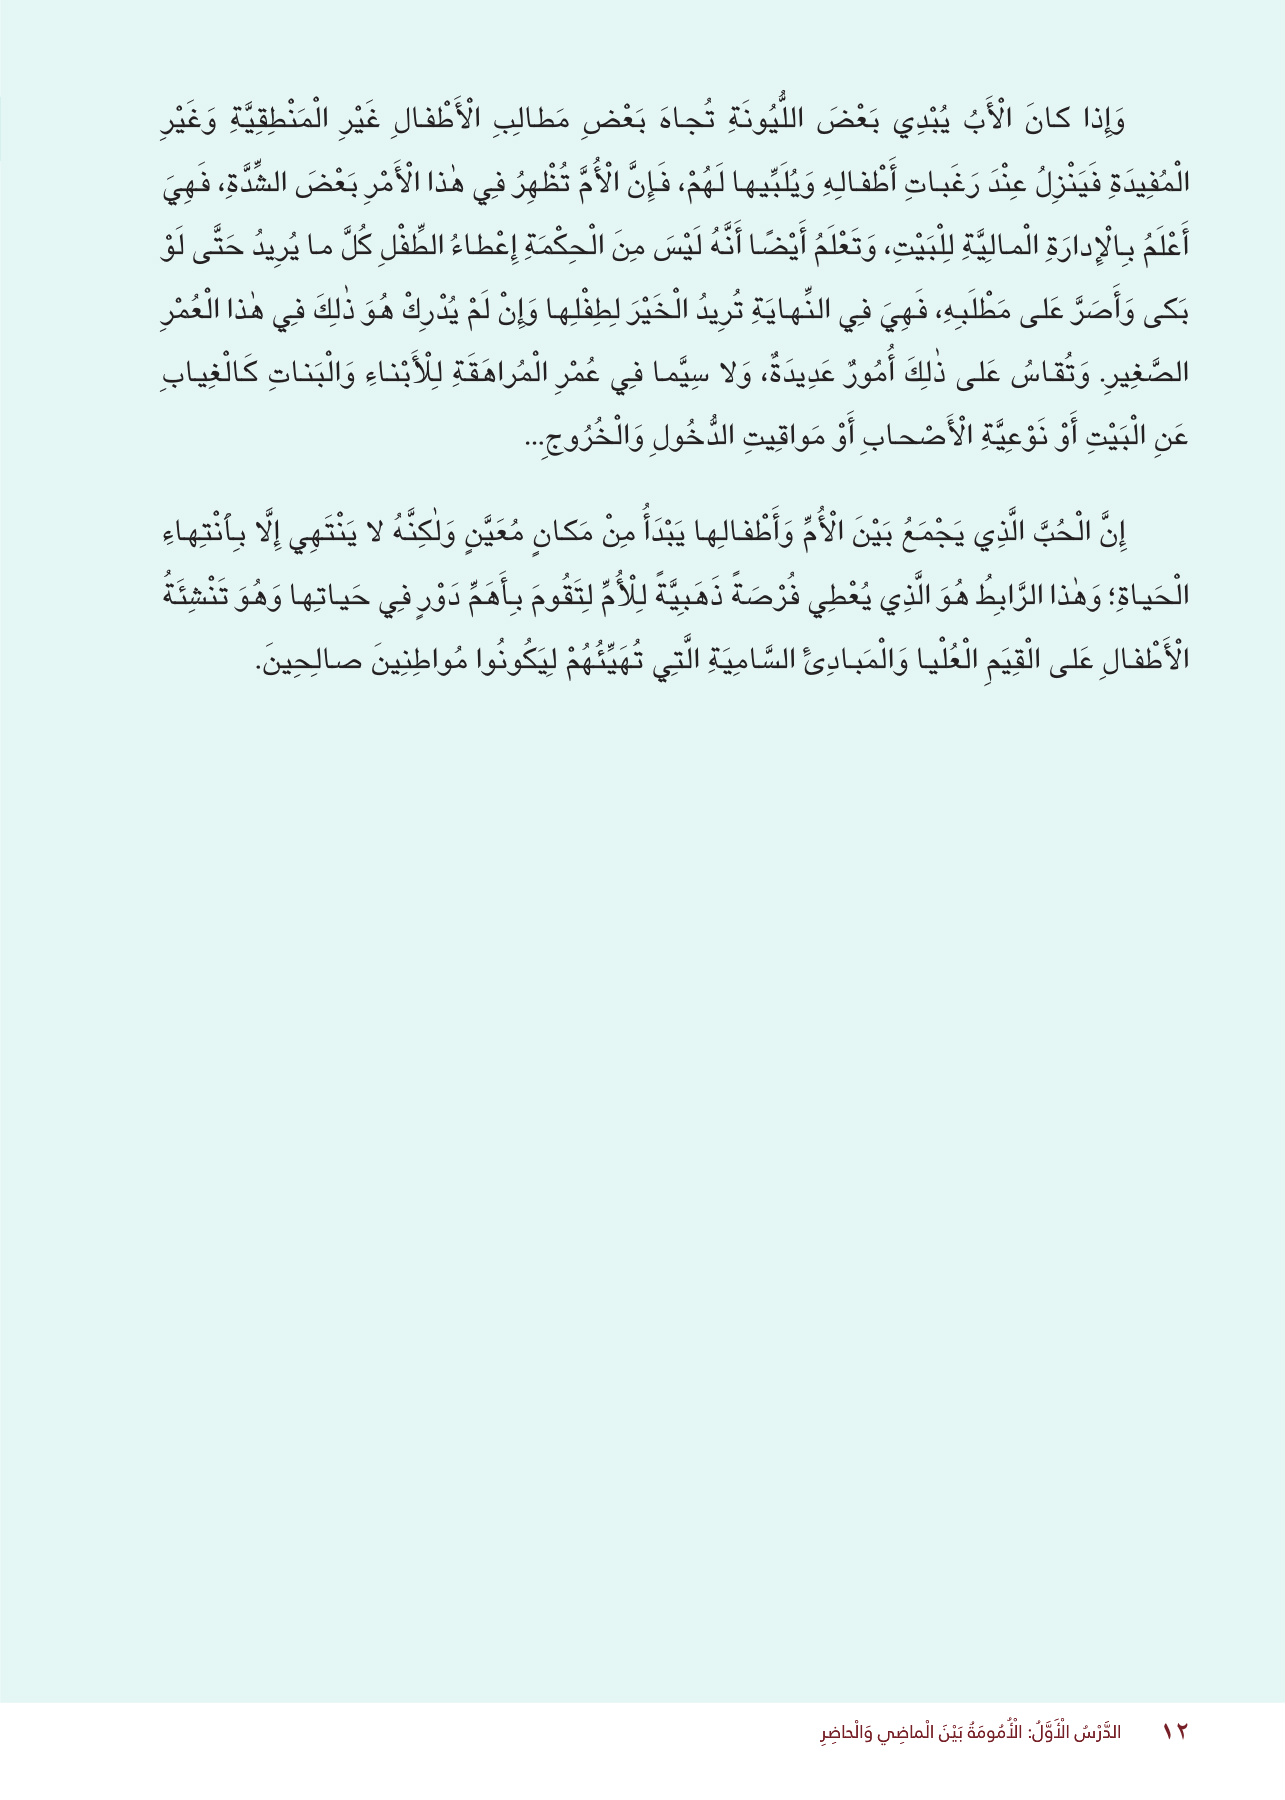 وَإِذا كانَ الْأَبُ يُبْدِي بَعْضَ اللُّيُونَةِ تُجاهَ بَعْضِ مَطالِبِ الْأَطْفالِ غَيْرِ الْمَنْطِقِيَّةِ وَغَيْرِ
الْمُفِيدَةِ فَيَنْزِلُ عِنْدَ رَغَباتِ أَطْفالِهِ وَيُلَبِّيها لَهُمْ، فَإِنَّ الْأُمَّ تُظْهِرُ فِي هٰذا الْأَمْرِ بَعْضَ الشِّدَّةِ، فَهِيَ
أَعْلَمُ بِالْإِدارَةِ الْمالِيَّةِ لِلْبَيْتِ، وَتَعْلَمُ أَيْضًا أَنَّهُ لَيْسَ مِنَ الْحِكْمَةِ إِعْطاءُ الطِّفْلِ كُلَّ ما يُرِيدُ حَتَّى لَوْ
بَكى وَأَصَرَّ عَلى مَطْلَبِهِ، فَهِيَ فِي النِّهايَةِ تُرِيدُ الْخَيْرَ لِطِفْلِها وَإِنْ لَمْ يُدْرِكْ هُوَ ذٰلِكَ فِي هٰذا الْعُمْرِ
الصَّغِيرِ. وَتُقاسُ عَلى ذٰلِكَ أُمُورٌ عَدِيدَةٌ، وَلا سِيَّما فِي عُمْرِ الْمُراهَقَةِ لِلْأَبْناءِ وَالْبَناتِ كَالْغِيابِ
عَنِ الْبَيْتِ أَوْ نَوْعِيَّةِ الْأَصْحابِ أَوْ مَواقِيتِ الدُّخُولِ وَالْخُرُوجِ...
إِنَّ الْحُبَّ الَّذِي يَجْمَعُ بَيْنَ الْأُمِّ وَأَطْفالِها يَبْدَأُ مِنْ مَكانٍ مُعَيَّنٍ وَلٰكِنَّهُ لا يَنْتَهِي إِلَّا بِٱنْتِهاءِ
الْحَياةِ؛ وَهٰذا الرَّابِطُ هُوَ الَّذِي يُعْطِي فُرْصَةً ذَهَبِيَّةً لِلْأُمِّ لِتَقُومَ بِأَهَمِّ دَوْرٍ فِي حَياتِها وَهُوَ تَنْشِئَةُ
الْأَطْفالِ عَلى الْقِيَمِ الْعُلْيا وَالْمَبادِئَ السَّامِيَةِ الَّتِي تُهَيِّئُهُمْ لِيَكُونُوا مُواطِنِينَ صالِحِينَ.
١٢ الدَّرْسُ الْأَوَّلُ: الْأُمُومَةُ بَيْنَ الْماضِي وَالْحاضِرِ